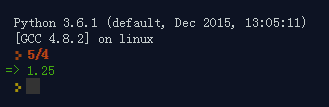 Python 3.6.1 (default, Dec 2015, 13:05:11)
[GCC 4.8.2] on linux
> 5/4
=> 1.25
>